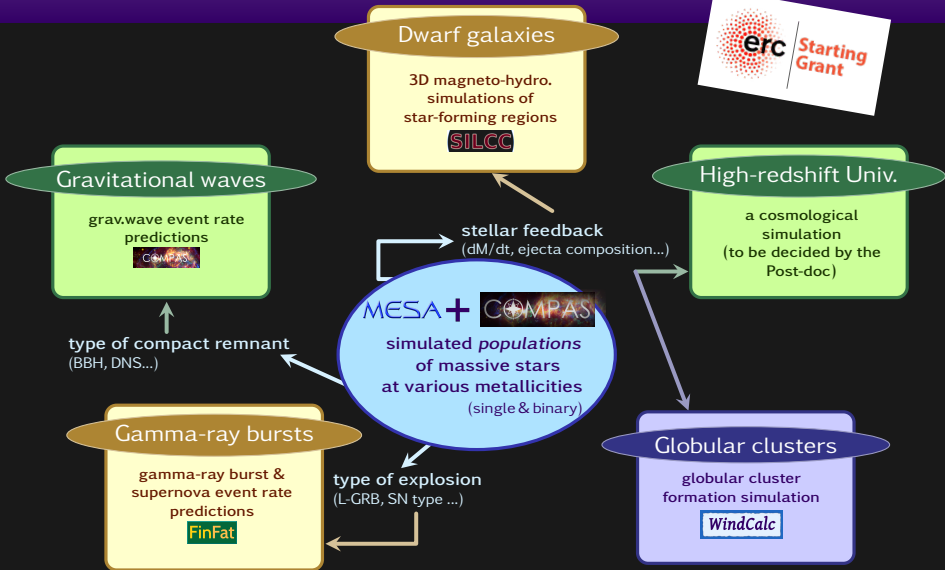 Dwarf galaxies
3D magneto-hydro.
simulations of
star-forming regions
SILCC
erc
Starting
Grant
Gravitational waves
grav.wave event rate
predictions
COMPAS
High-redshift Univ.
a cosmological
simulation
(to be decided by the
Post-doc)
stellar feedback
(dM/dt, ejecta composition...)
MESA + COMPAS
simulated populations
of massive stars
at various metallicities
(single & binary)
type of compact remnant
(BBH, DNS...)
Gamma-ray bursts
gamma-ray burst &
supernova event rate
predictions
FinFat
type of explosion
(L-GRB, SN type ...)
Globular clusters
globular cluster
formation simulation
WindCalc